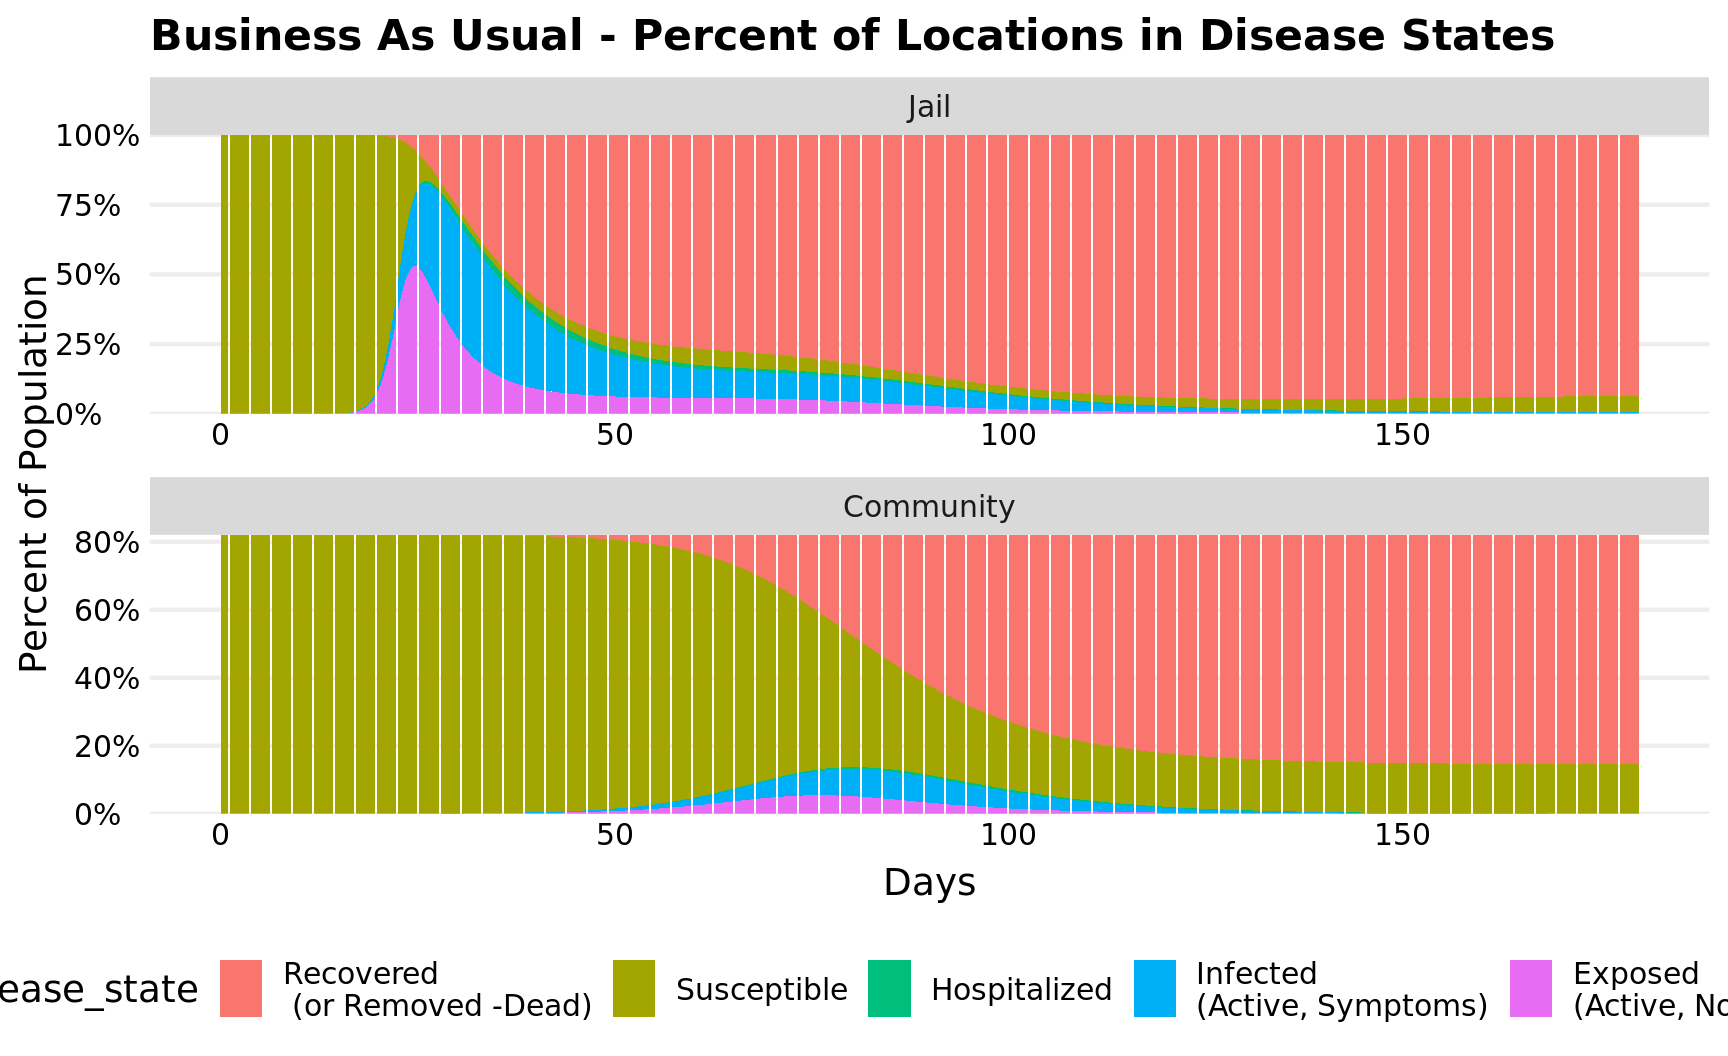 Business As Usual - Percent of Locations in Disease States
Jail
100%
75%
50%
25%
0%
0 50 100 150
Percent of Population
Community
80%
60%
40%
20%
0%
0 50 100 150
Days
ease_state
Recovered
(or Removed -Dead)
Susceptible
Hospitalized
Infected
(Active, Symptoms)
Exposed
(Active, No